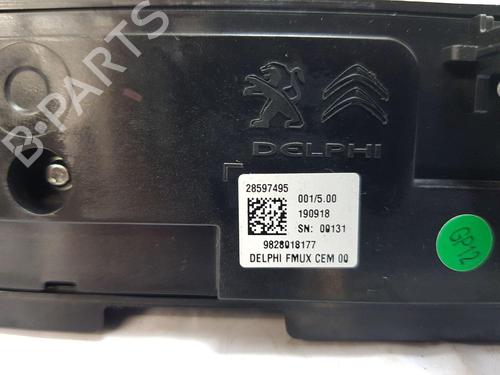 B-PARTS
DELPHI
28597495
001/5.00
190918
SN: 00131
9828018177
DELPHI FMUX CEM 00
GP12